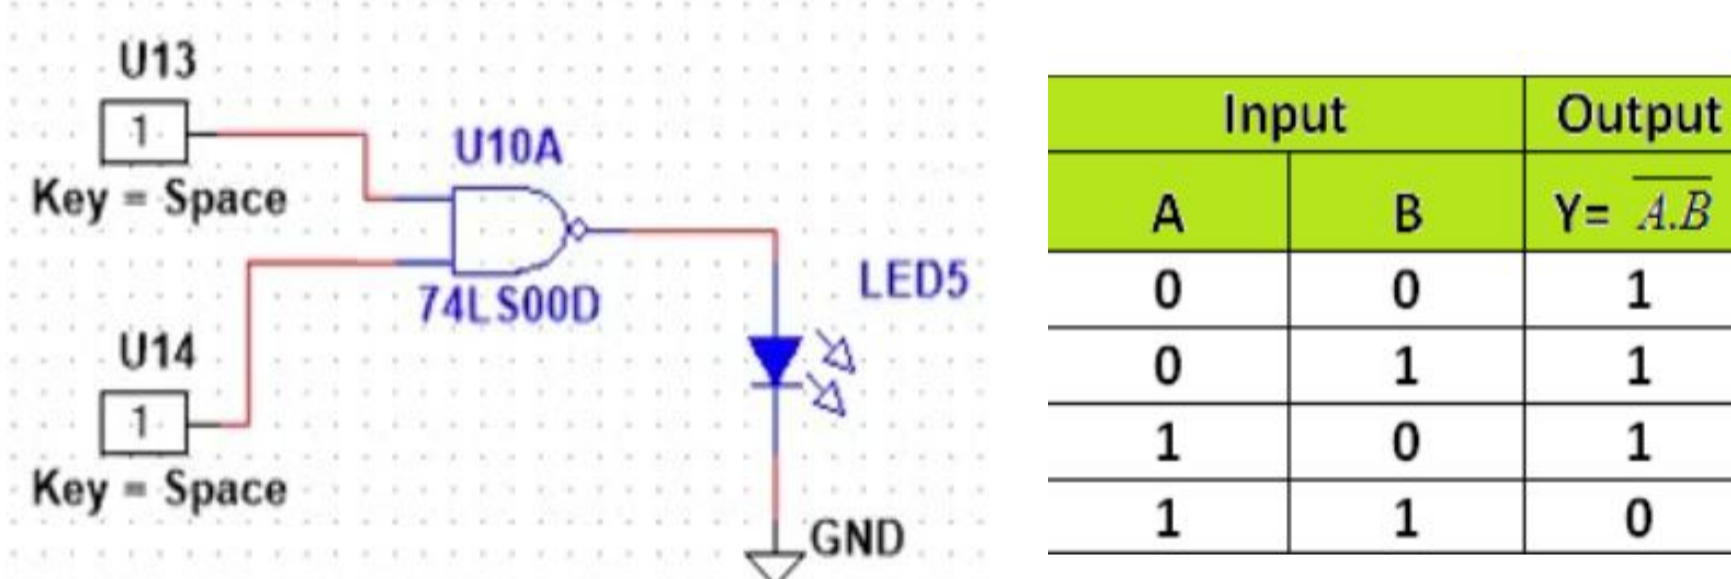 U13
1
Key = Space
U10A
74LS00D
LED5
U14
1
Key = Space
GND
Input Output
A B Y= \overline{A.B}
0 0 1
0 1 1
1 0 1
1 1 0